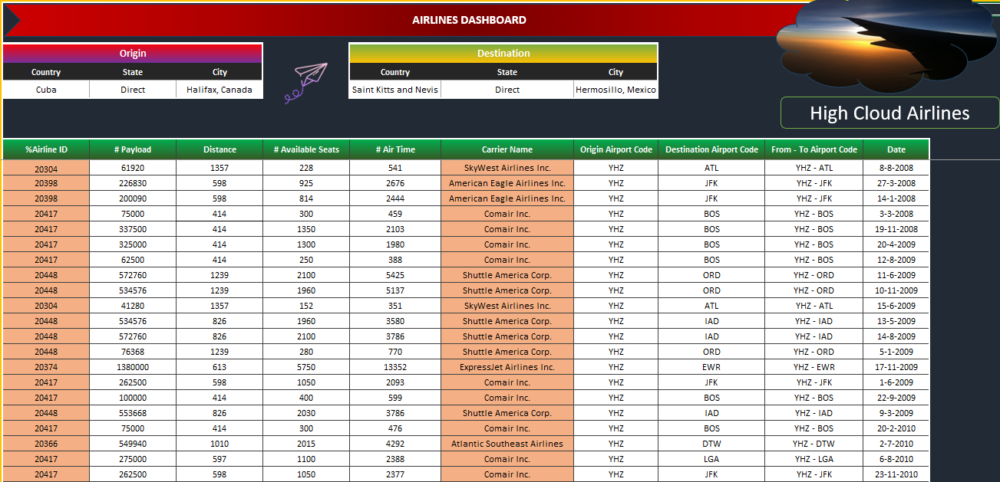 AIRLINES DASHBOARD
Origin
Country State City
Cuba Direct Halifax, Canada
Destination
Country State City
Saint Kitts and Nevis Direct Hermosillo, Mexico
High Cloud Airlines
%Airline ID # Payload Distance # Available Seats # Air Time Carrier Name Origin Airport Code Destination Airport Code From - To Airport Code Date
20304 61920 1357 228 541 SkyWest Airlines Inc. YHZ ATL YHZ - ATL 8-8-2008
20398 226830 598 925 2676 American Eagle Airlines Inc. YHZ JFK YHZ - JFK 27-3-2008
20398 200090 598 814 2444 American Eagle Airlines Inc. YHZ JFK YHZ - JFK 14-1-2008
20417 75000 414 300 459 Comair Inc. YHZ BOS YHZ - BOS 3-3-2008
20417 337500 414 1350 2103 Comair Inc. YHZ BOS YHZ - BOS 19-11-2008
20417 325000 414 1300 1980 Comair Inc. YHZ BOS YHZ - BOS 20-4-2009
20417 62500 414 250 388 Comair Inc. YHZ BOS YHZ - BOS 12-8-2009
20448 572760 1239 2100 5425 Shuttle America Corp. YHZ ORD YHZ - ORD 11-6-2009
20448 534576 1239 1960 5137 Shuttle America Corp. YHZ ORD YHZ - ORD 10-11-2009
20304 41280 1357 152 351 SkyWest Airlines Inc. YHZ ATL YHZ - ATL 15-6-2009
20448 534576 826 1960 3580 Shuttle America Corp. YHZ IAD YHZ - IAD 13-5-2009
20448 572760 826 2100 3786 Shuttle America Corp. YHZ IAD YHZ - IAD 14-8-2009
20448 76368 1239 280 770 Shuttle America Corp. YHZ ORD YHZ - ORD 5-1-2009
20374 1380000 613 5750 13352 ExpressJet Airlines Inc. YHZ EWR YHZ - EWR 17-11-2009
20417 262500 598 1050 2093 Comair Inc. YHZ JFK YHZ - JFK 1-6-2009
20417 100000 414 400 599 Comair Inc. YHZ BOS YHZ - BOS 22-9-2009
20448 553668 826 2030 3786 Shuttle America Corp. YHZ IAD YHZ - IAD 9-3-2009
20417 75000 414 300 476 Comair Inc. YHZ BOS YHZ - BOS 20-2-2010
20366 549940 1010 2015 4292 Atlantic Southeast Airlines YHZ DTW YHZ - DTW 2-7-2010
20417 275000 597 1100 2388 Comair Inc. YHZ LGA YHZ - LGA 6-8-2010
20417 262500 598 1050 2377 Comair Inc. YHZ JFK YHZ - JFK 23-11-2010